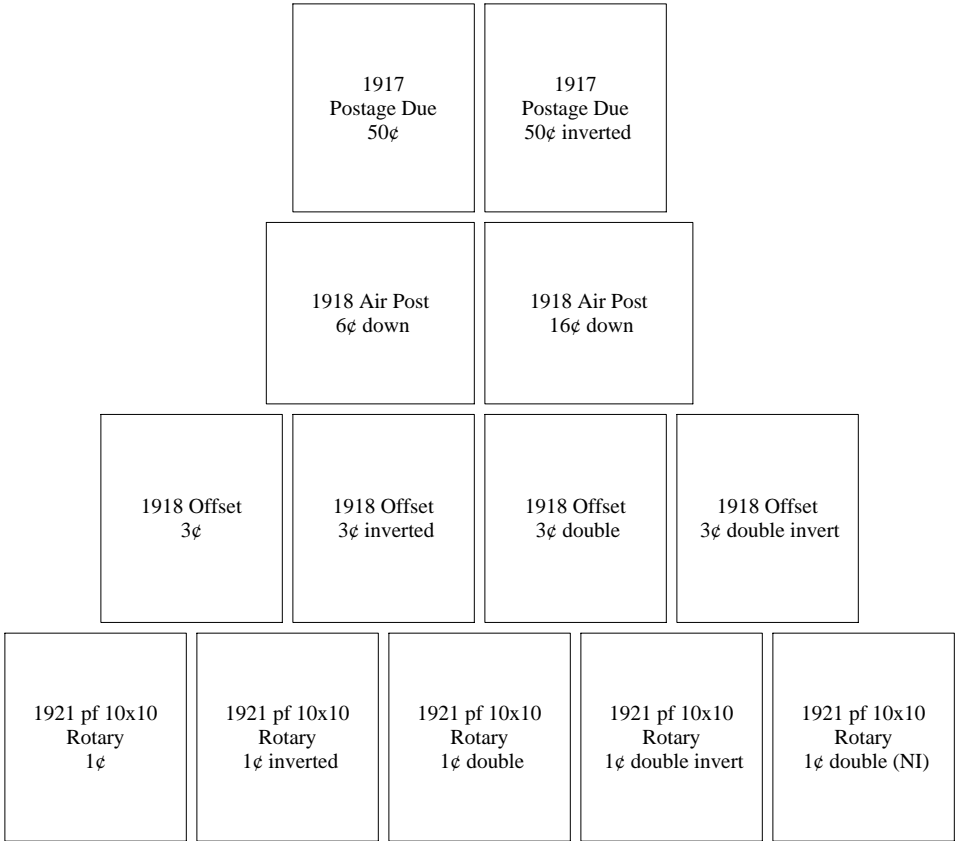 1917
Postage Due
50¢
1917
Postage Due
50¢ inverted
1918 Air Post
6¢ down
1918 Air Post
16¢ down
1918 Offset
3¢
1918 Offset
3¢ inverted
1918 Offset
3¢ double
1918 Offset
3¢ double invert
1921 pf 10x10
Rotary
1¢
1921 pf 10x10
Rotary
1¢ inverted
1921 pf 10x10
Rotary
1¢ double
1921 pf 10x10
Rotary
1¢ double invert
1921 pf 10x10
Rotary
1¢ double (NI)